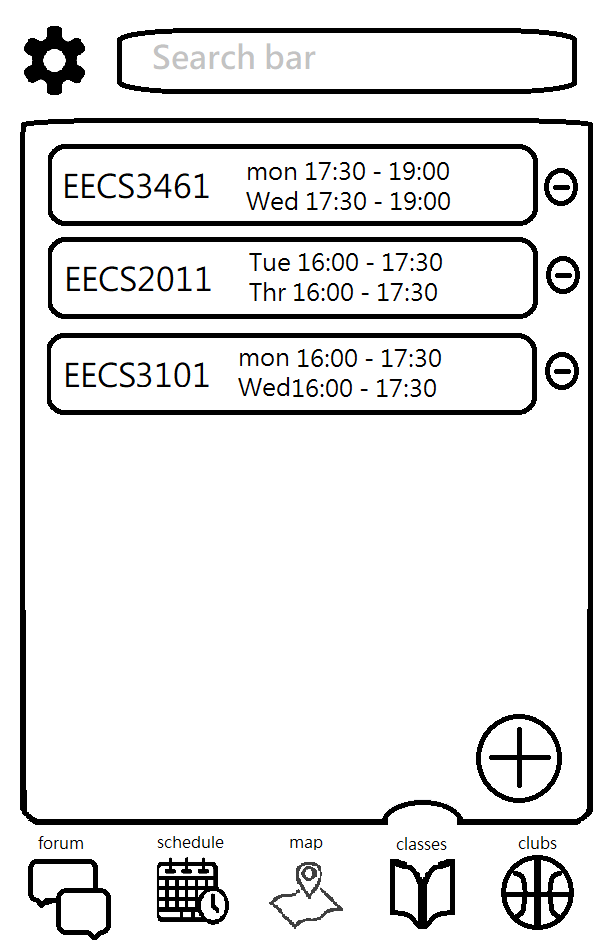 Search bar
EECS3461
mon 17:30 - 19:00
Wed 17:30 - 19:00
EECS2011
Tue 16:00 - 17:30
Thr 16:00 - 17:30
EECS3101
mon 16:00 - 17:30
Wed16:00 - 17:30
forum
schedule
map
classes
clubs